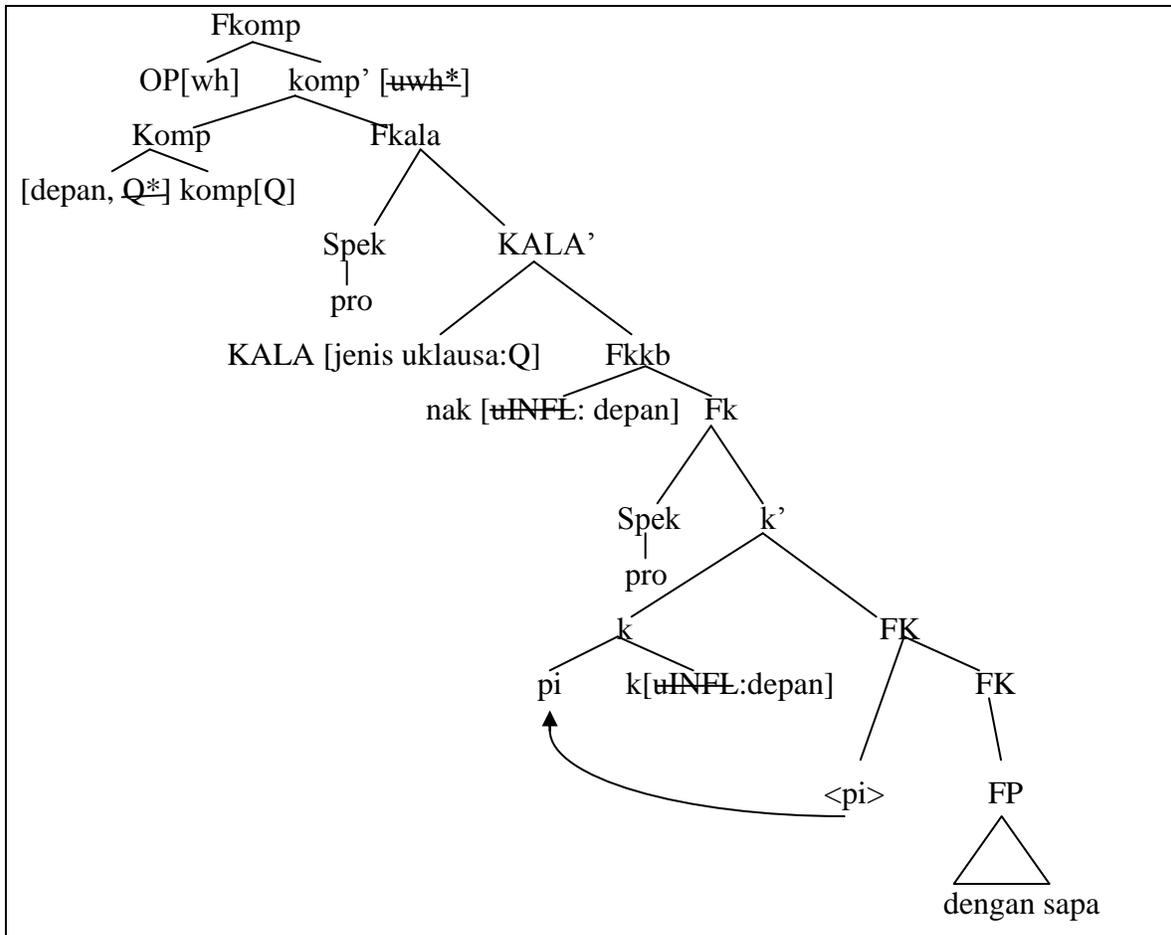 Fkomp
OP[wh] komp’ [uwh*]
Komp Fkala
[depan, Q*] komp[Q]
Spek KALA’
pro
KALA [jenis uklausa:Q] Fkkb
nak [uINFL: depan] Fk
Spek k’
pro
k FK
pi k[uINFL:depan] FK
<pi> FP
dengan sapa